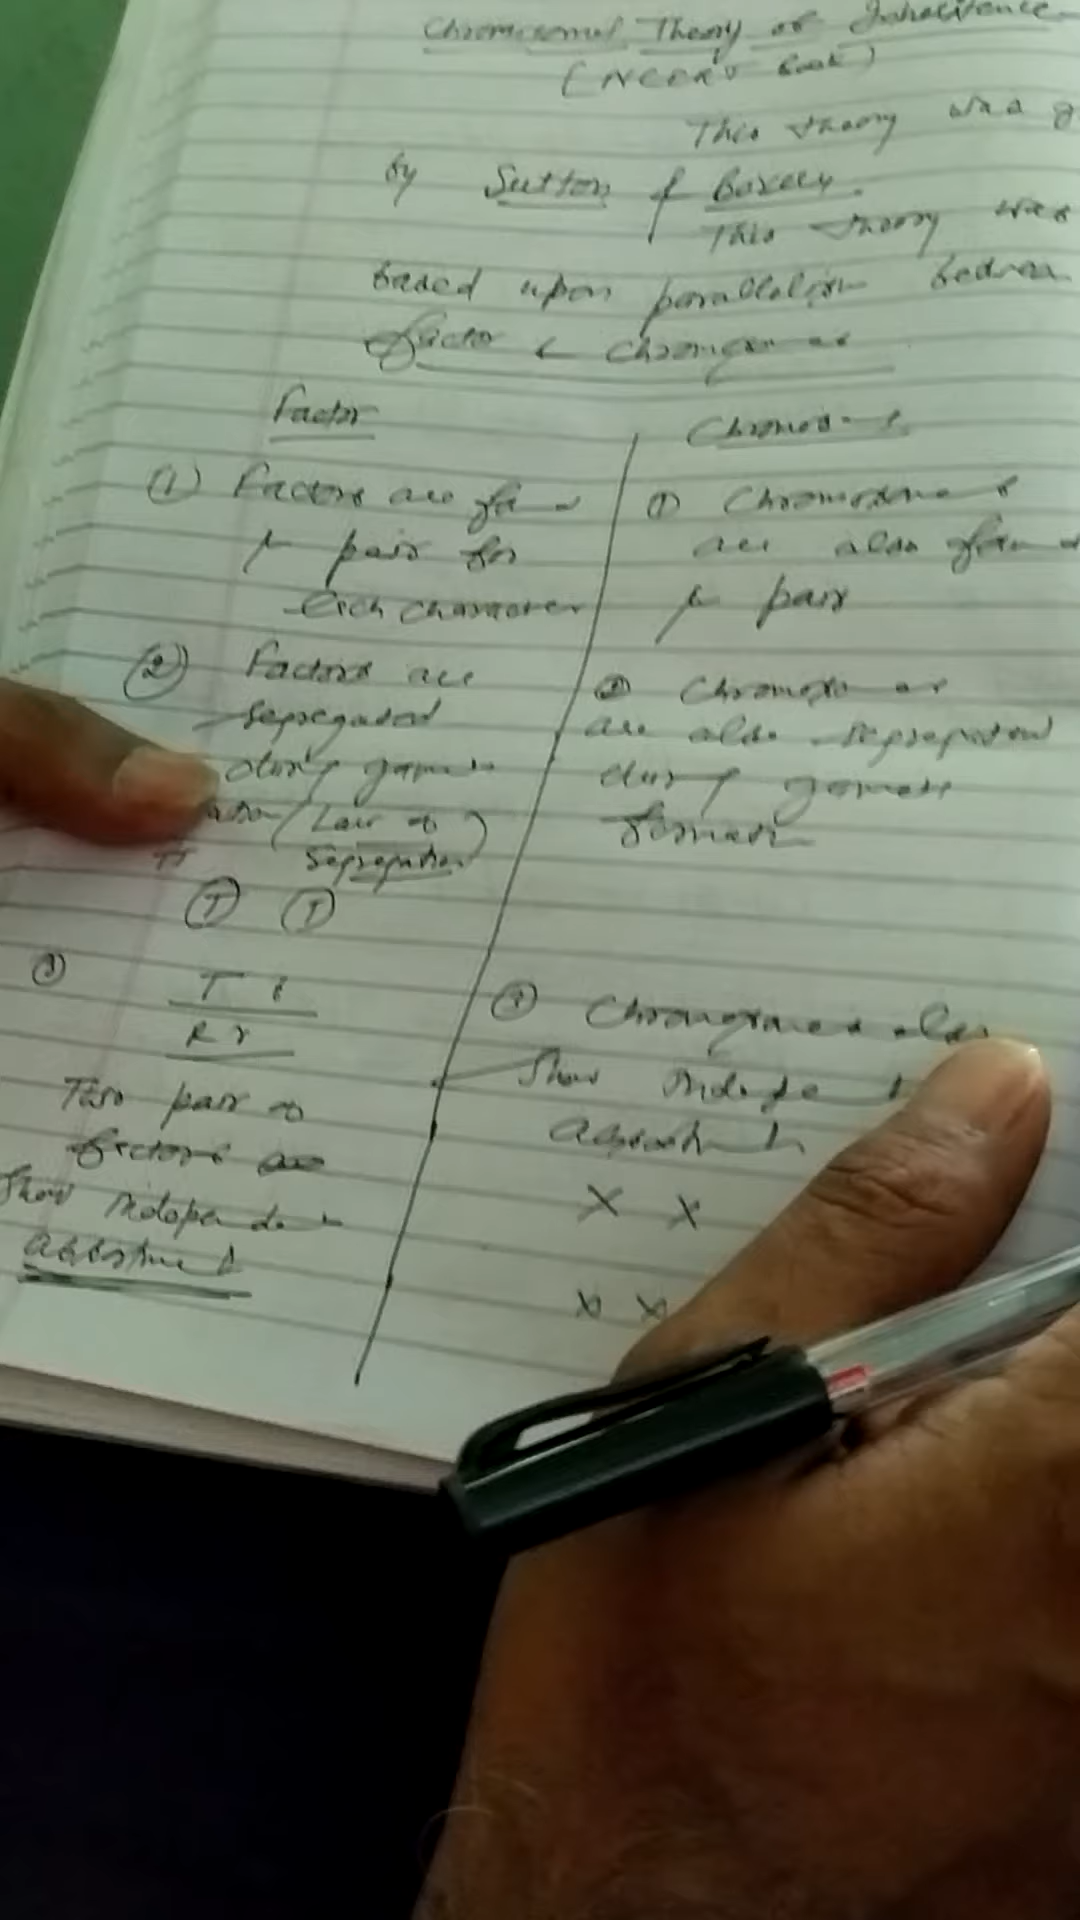 Chromosomal Theory of Inheritence
(NCERT Book)
This theory was g
by Sutton & Bovery.
This theory was
based upon parallelism between
factor & chromosomes
Factor
① Factors are found
in pair for
each character
② Factors are
segregated
during gamete
(Law of
Segregation)
T T
③ T t
R r
Two pair of
factors are
show independent
assortment
Chromosomes
① Chromosomes
are also found
in pair
② Chromosomes
are also segregated
during gamete
formation
③ Chromosomes also
show independent
assortment
X X
X X